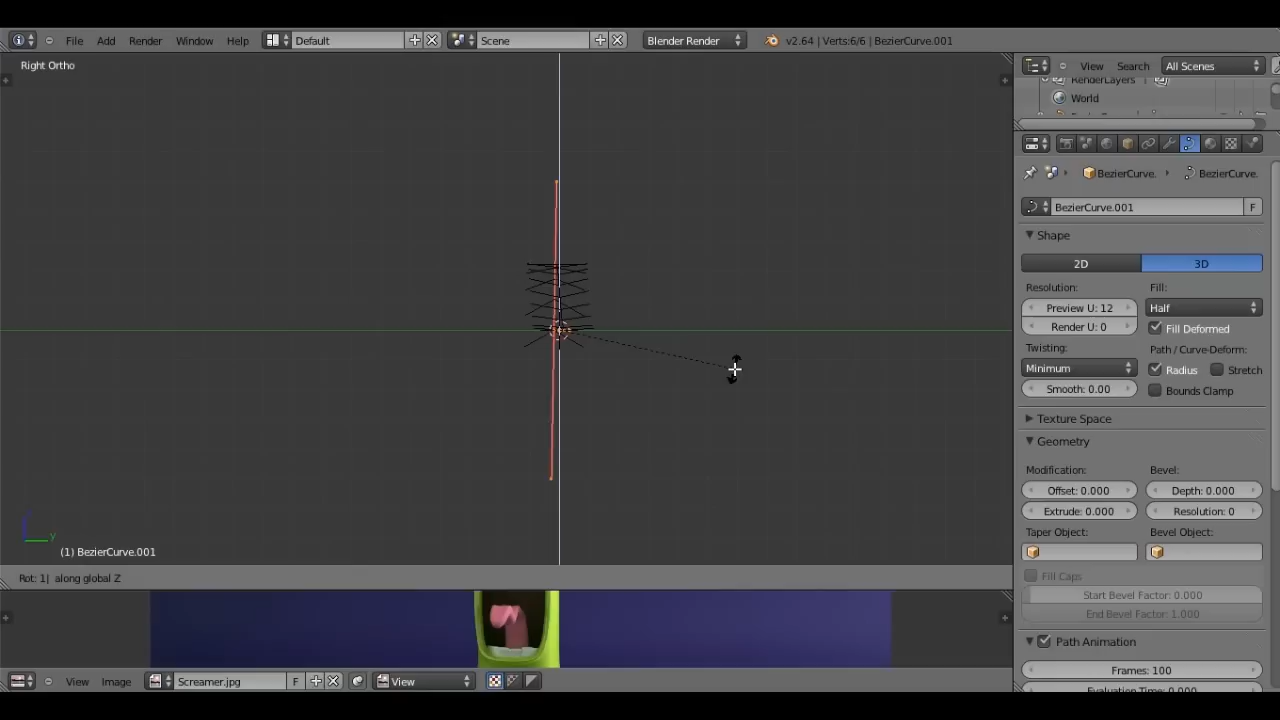 File Add Render Window Help Default Scene Blender Render v2.64 | Verts:6/6 | BezierCurve.001
Right Ortho
View Search All Scenes
RenderLayers
World
BezierCurve. BezierCurve.
BezierCurve.001 F
Shape
2D 3D
Resolution: Fill:
Preview U: 12 Half
Render U: 0 Fill Deformed
Twisting: Path / Curve-Deform:
Minimum Radius Stretch
Smooth: 0.00 Bounds Clamp
Texture Space
Geometry
Modification: Bevel:
Offset: 0.000 Depth: 0.000
Extrude: 0.000 Resolution: 0
Taper Object: Bevel Object:
y
(1) BezierCurve.001
Rot: 1| along global Z
Fill Caps
Start Bevel Factor: 0.000
End Bevel Factor: 1.000
Path Animation
Frames: 100
Evaluation Time: 0.000
View Image Screamer.jpg F View